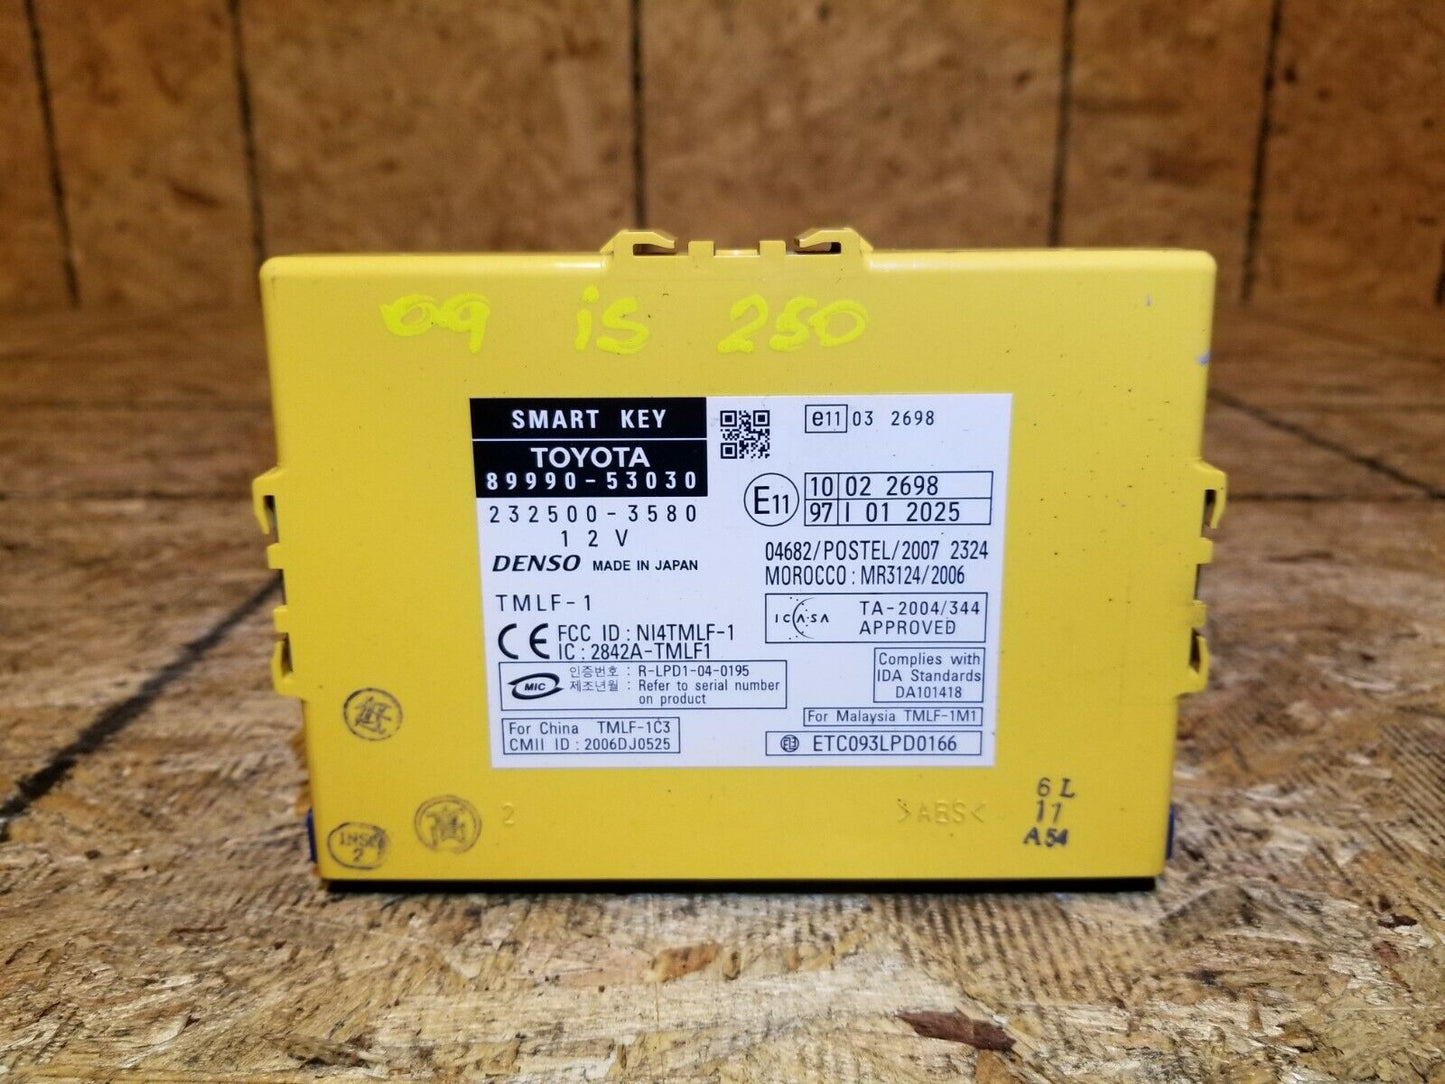 09 is 250
SMART KEY
TOYOTA
89990-53030
232500-3580
12V
DENSO MADE IN JAPAN
TMLF-1
CE FCC ID : NI4TMLF-1
IC : 2842A-TMLF1
MIC 인증번호 : R-LPD1-04-0195
제조년월 : Refer to serial number
on product
For China TMLF-1C3
CMII ID : 2006DJ0525
e11 03 2698
E11 10 02 2698
97 I 01 2025
04682/POSTEL/2007 2324
MOROCCO : MR3124/2006
ICASA TA-2004/344
APPROVED
Complies with
IDA Standards
DA101418
For Malaysia TMLF-1M1
ETC093LPD0166
2
>ABS<
6L
11
A54